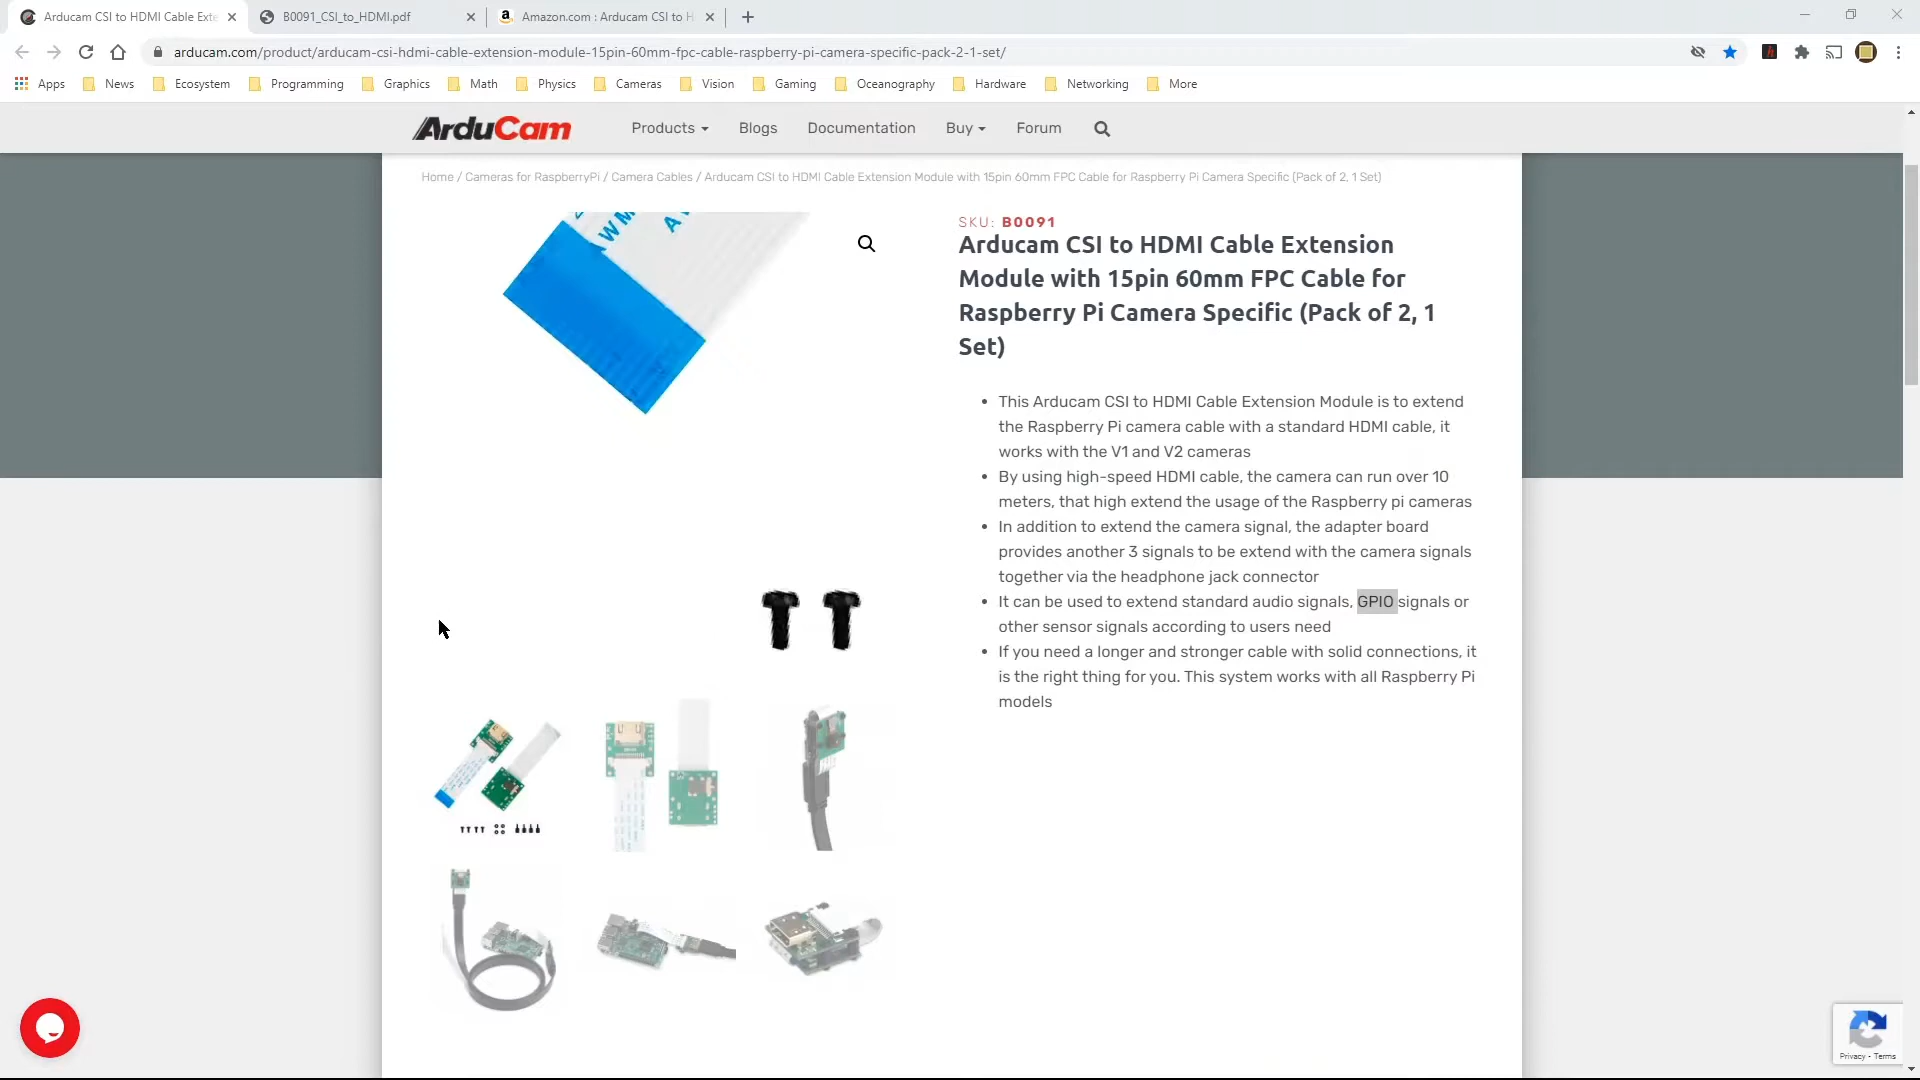 Arducam CSI to HDMI Cable Exte
B0091_CSI_to_HDMI.pdf
Amazon.com : Arducam CSI to H
arducam.com/product/arducam-csi-hdmi-cable-extension-module-15pin-60mm-fpc-cable-raspberry-pi-camera-specific-pack-2-1-set/
Apps News Ecosystem Programming Graphics Math Physics Cameras Vision Gaming Oceanography Hardware Networking More
ArduCam Products Blogs Documentation Buy Forum
Home / Cameras for RaspberryPi / Camera Cables / Arducam CSI to HDMI Cable Extension Module with 15pin 60mm FPC Cable for Raspberry Pi Camera Specific (Pack of 2, 1 Set)
SKU: B0091
Arducam CSI to HDMI Cable Extension
Module with 15pin 60mm FPC Cable for
Raspberry Pi Camera Specific (Pack of 2, 1
Set)
• This Arducam CSI to HDMI Cable Extension Module is to extend
the Raspberry Pi camera cable with a standard HDMI cable, it
works with the V1 and V2 cameras
• By using high-speed HDMI cable, the camera can run over 10
meters, that high extend the usage of the Raspberry pi cameras
• In addition to extend the camera signal, the adapter board
provides another 3 signals to be extend with the camera signals
together via the headphone jack connector
• It can be used to extend standard audio signals, GPIO signals or
other sensor signals according to users need
• If you need a longer and stronger cable with solid connections, it
is the right thing for you. This system works with all Raspberry Pi
models
Privacy - Terms